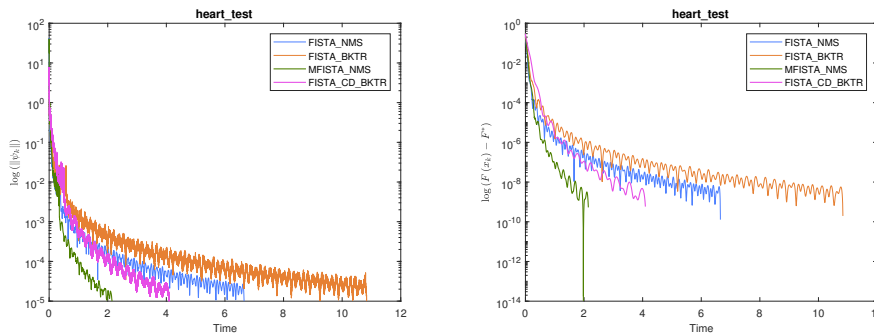 heart_test
10^2
10^1
10^0
10^-1
10^-2
10^-3
10^-4
10^-5
log (‖ψ_k‖)
0 2 4 6 8 10 12
Time
FISTA_NMS
FISTA_BKTR
MFISTA_NMS
FISTA_CD_BKTR
heart_test
10^0
10^-2
10^-4
10^-6
10^-8
10^-10
10^-12
10^-14
log (F (x_k) − F*)
0 2 4 6 8 10 12
Time
FISTA_NMS
FISTA_BKTR
MFISTA_NMS
FISTA_CD_BKTR